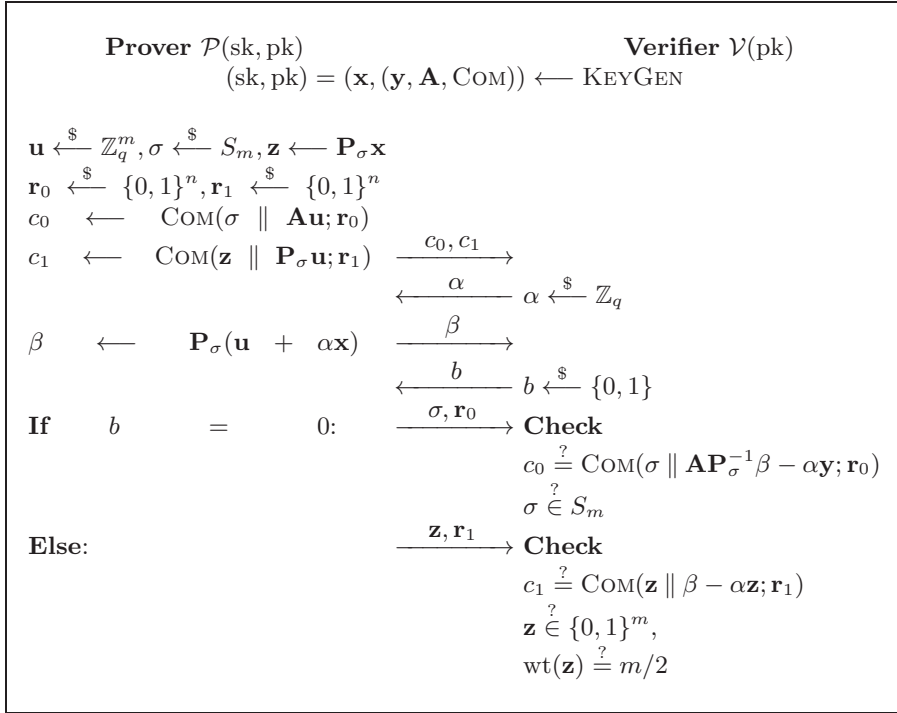 Prover 𝒫(sk, pk) Verifier 𝒱(pk)
(sk, pk) = (x, (y, A, COM)) ⟵ KEYGEN
u ⟵$ ℤ_q^m, σ ⟵$ S_m, z ⟵ P_σx
r_0 ⟵$ {0, 1}^n, r_1 ⟵$ {0, 1}^n
c_0 ⟵ COM(σ ∥ Au; r_0)
c_1 ⟵ COM(z ∥ P_σu; r_1) c_0, c_1 ⟶
⟵ α α ⟵$ ℤ_q
β ⟵ P_σ(u + αx) β ⟶
⟵ b b ⟵$ {0, 1}
If b = 0: σ, r_0 ⟶ Check
c_0 ≟ COM(σ ∥ AP_σ^{-1}β − αy; r_0)
σ ∈? S_m
Else: z, r_1 ⟶ Check
c_1 ≟ COM(z ∥ β − αz; r_1)
z ∈? {0, 1}^m,
wt(z) ≟ m/2